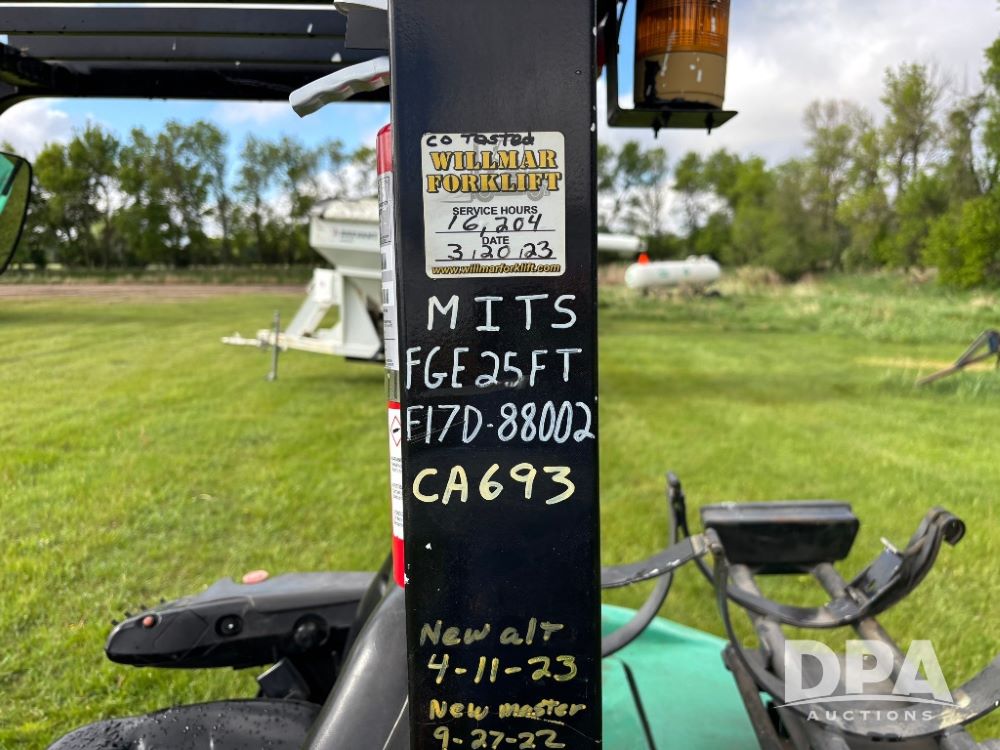 CO Tested
WILLMAR
FORKLIFT
SERVICE HOURS
16,204
DATE
3,20,23
www.willmarforklift.com
MITS
FGE25FT
F17D-88002
CA693
New alt
4-11-23
New master
9-27-22
DPA
AUCTIONS